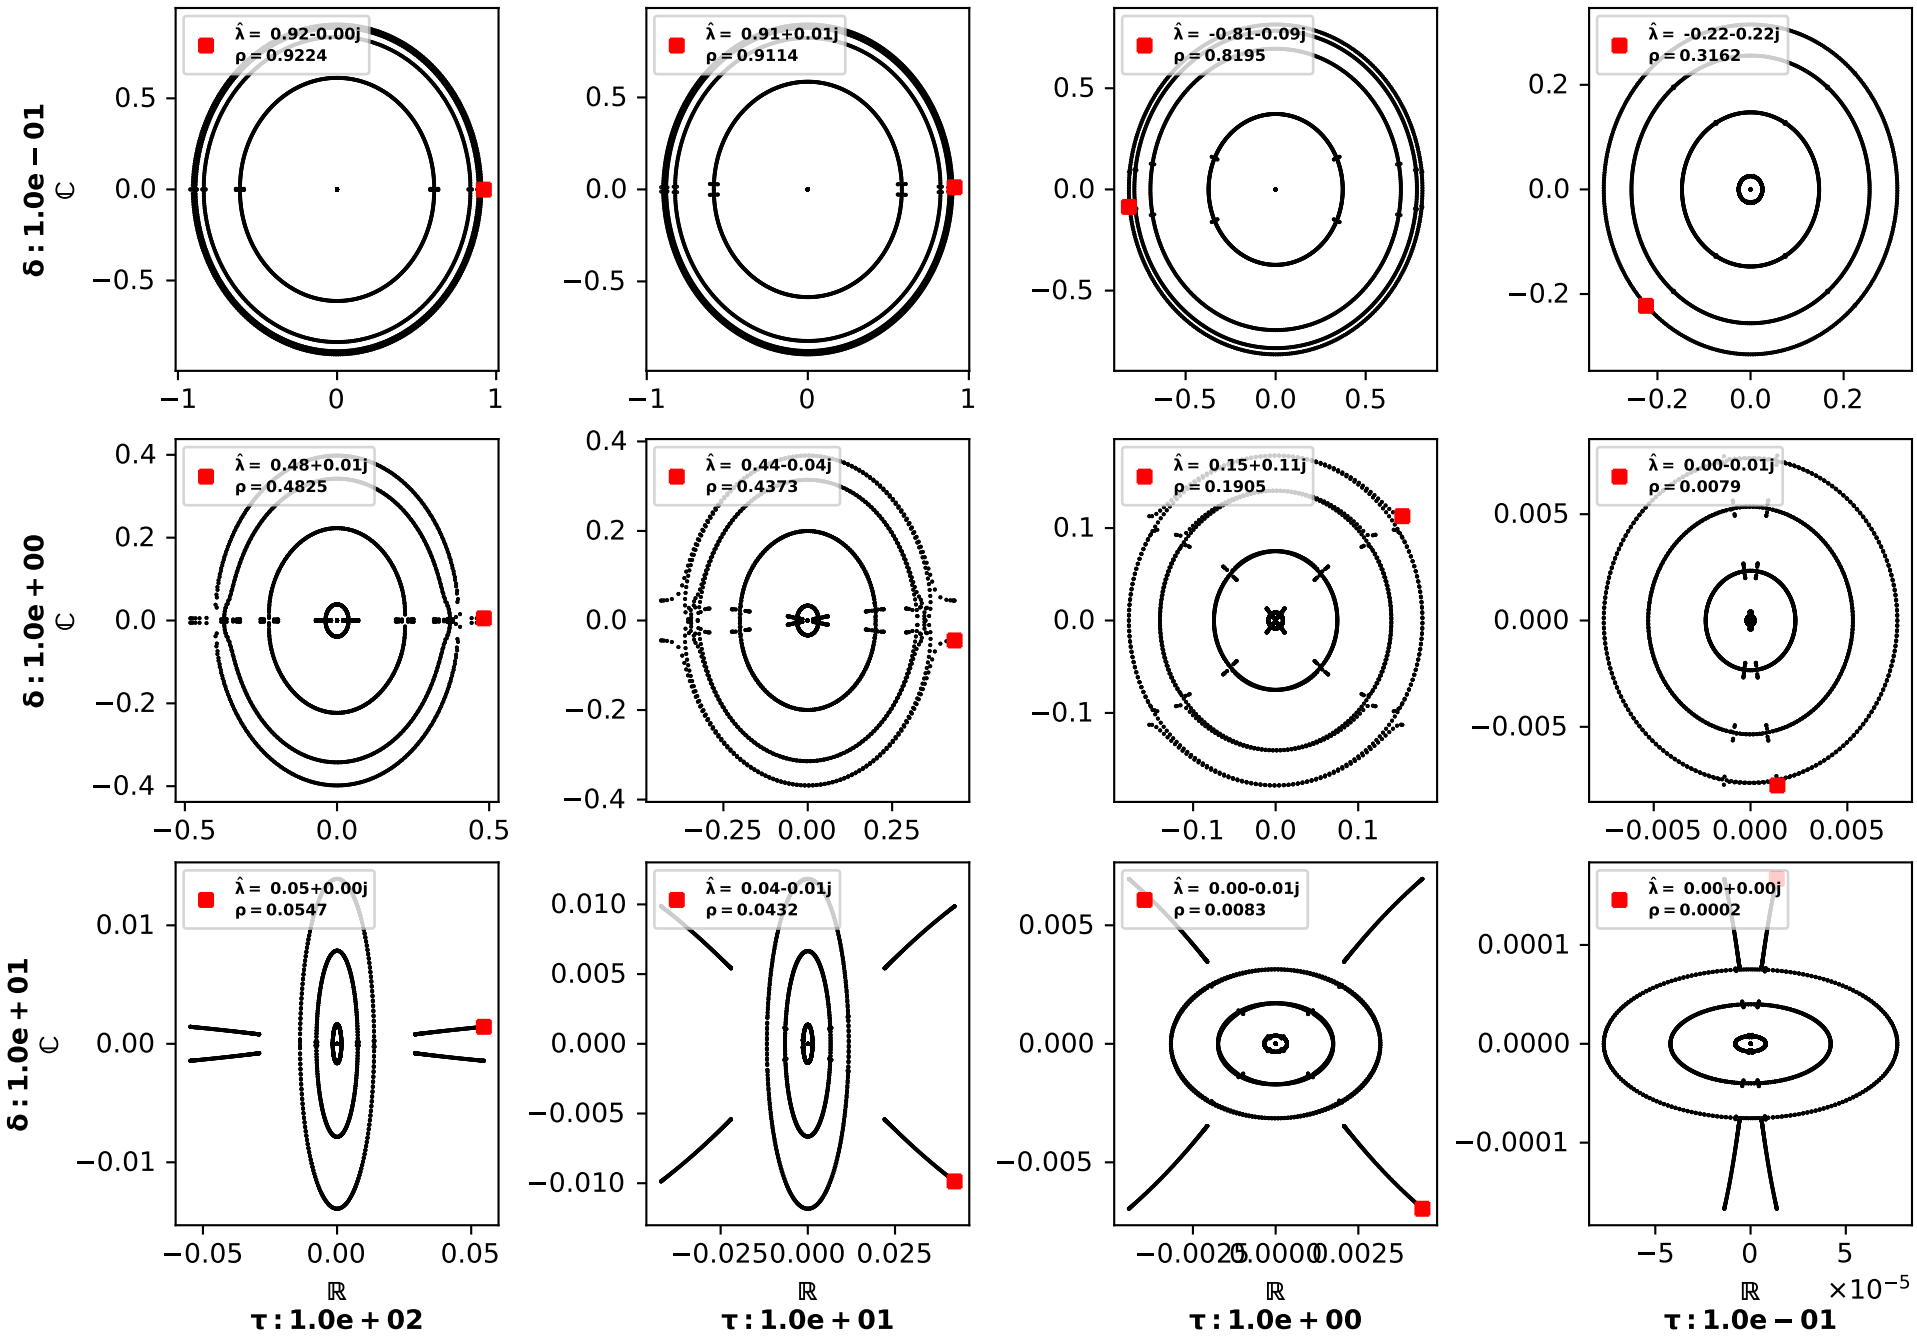 λ̂ = 0.92-0.00j
ρ = 0.9224
0.5
0.0
−0.5
−1
0
1
δ : 1.0e − 01
ℂ
λ̂ = 0.91+0.01j
ρ = 0.9114
0.5
0.0
−0.5
−1
0
1
λ̂ = -0.81-0.09j
ρ = 0.8195
0.5
0.0
−0.5
−0.5
0.0
0.5
λ̂ = -0.22-0.22j
ρ = 0.3162
0.2
0.0
−0.2
−0.2
0.0
0.2
λ̂ = 0.48+0.01j
ρ = 0.4825
0.4
0.2
0.0
−0.2
−0.4
−0.5
0.0
0.5
δ : 1.0e + 00
ℂ
λ̂ = 0.44-0.04j
ρ = 0.4373
0.4
0.2
0.0
−0.2
−0.4
−0.25
0.00
0.25
λ̂ = 0.15+0.11j
ρ = 0.1905
0.1
0.0
−0.1
−0.1
0.0
0.1
λ̂ = 0.00-0.01j
ρ = 0.0079
0.005
0.000
−0.005
−0.005
0.000
0.005
λ̂ = 0.05+0.00j
ρ = 0.0547
0.01
0.00
−0.01
−0.05
0.00
0.05
δ : 1.0e + 01
ℂ
ℝ
τ : 1.0e + 02
λ̂ = 0.04-0.01j
ρ = 0.0432
0.010
0.005
0.000
−0.005
−0.010
−0.025
0.000
0.025
ℝ
τ : 1.0e + 01
λ̂ = 0.00-0.01j
ρ = 0.0083
0.005
0.000
−0.005
−0.0025
0.0000
0.0025
ℝ
τ : 1.0e + 00
λ̂ = 0.00+0.00j
ρ = 0.0002
0.0001
0.0000
−0.0001
−5
0
5
×10⁻⁵
ℝ
τ : 1.0e − 01